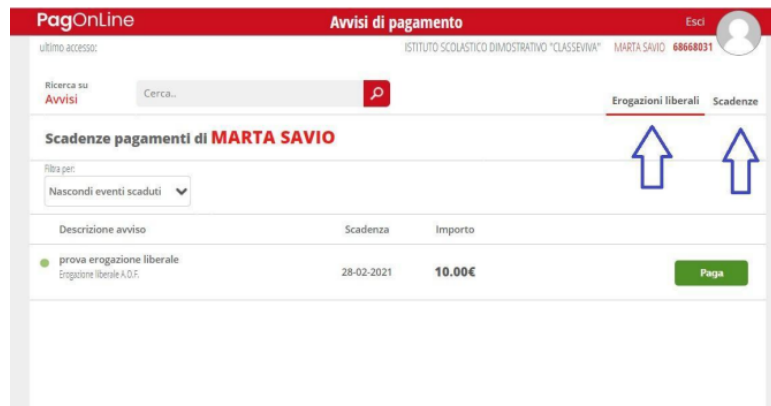 PagOnLine Avvisi di pagamento Esci
ultimo accesso: ISTITUTO SCOLASTICO DIMOSTRATIVO "CLASSEVIVA" MARTA SAVIO 68668031
Ricerca su
Avvisi
Cerca..
Erogazioni liberali Scadenze
Scadenze pagamenti di MARTA SAVIO
Filtra per:
Nascondi eventi scaduti
Descrizione avviso Scadenza Importo
prova erogazione liberale
Erogazione liberale A.D.F.
28-02-2021 10.00€ Paga